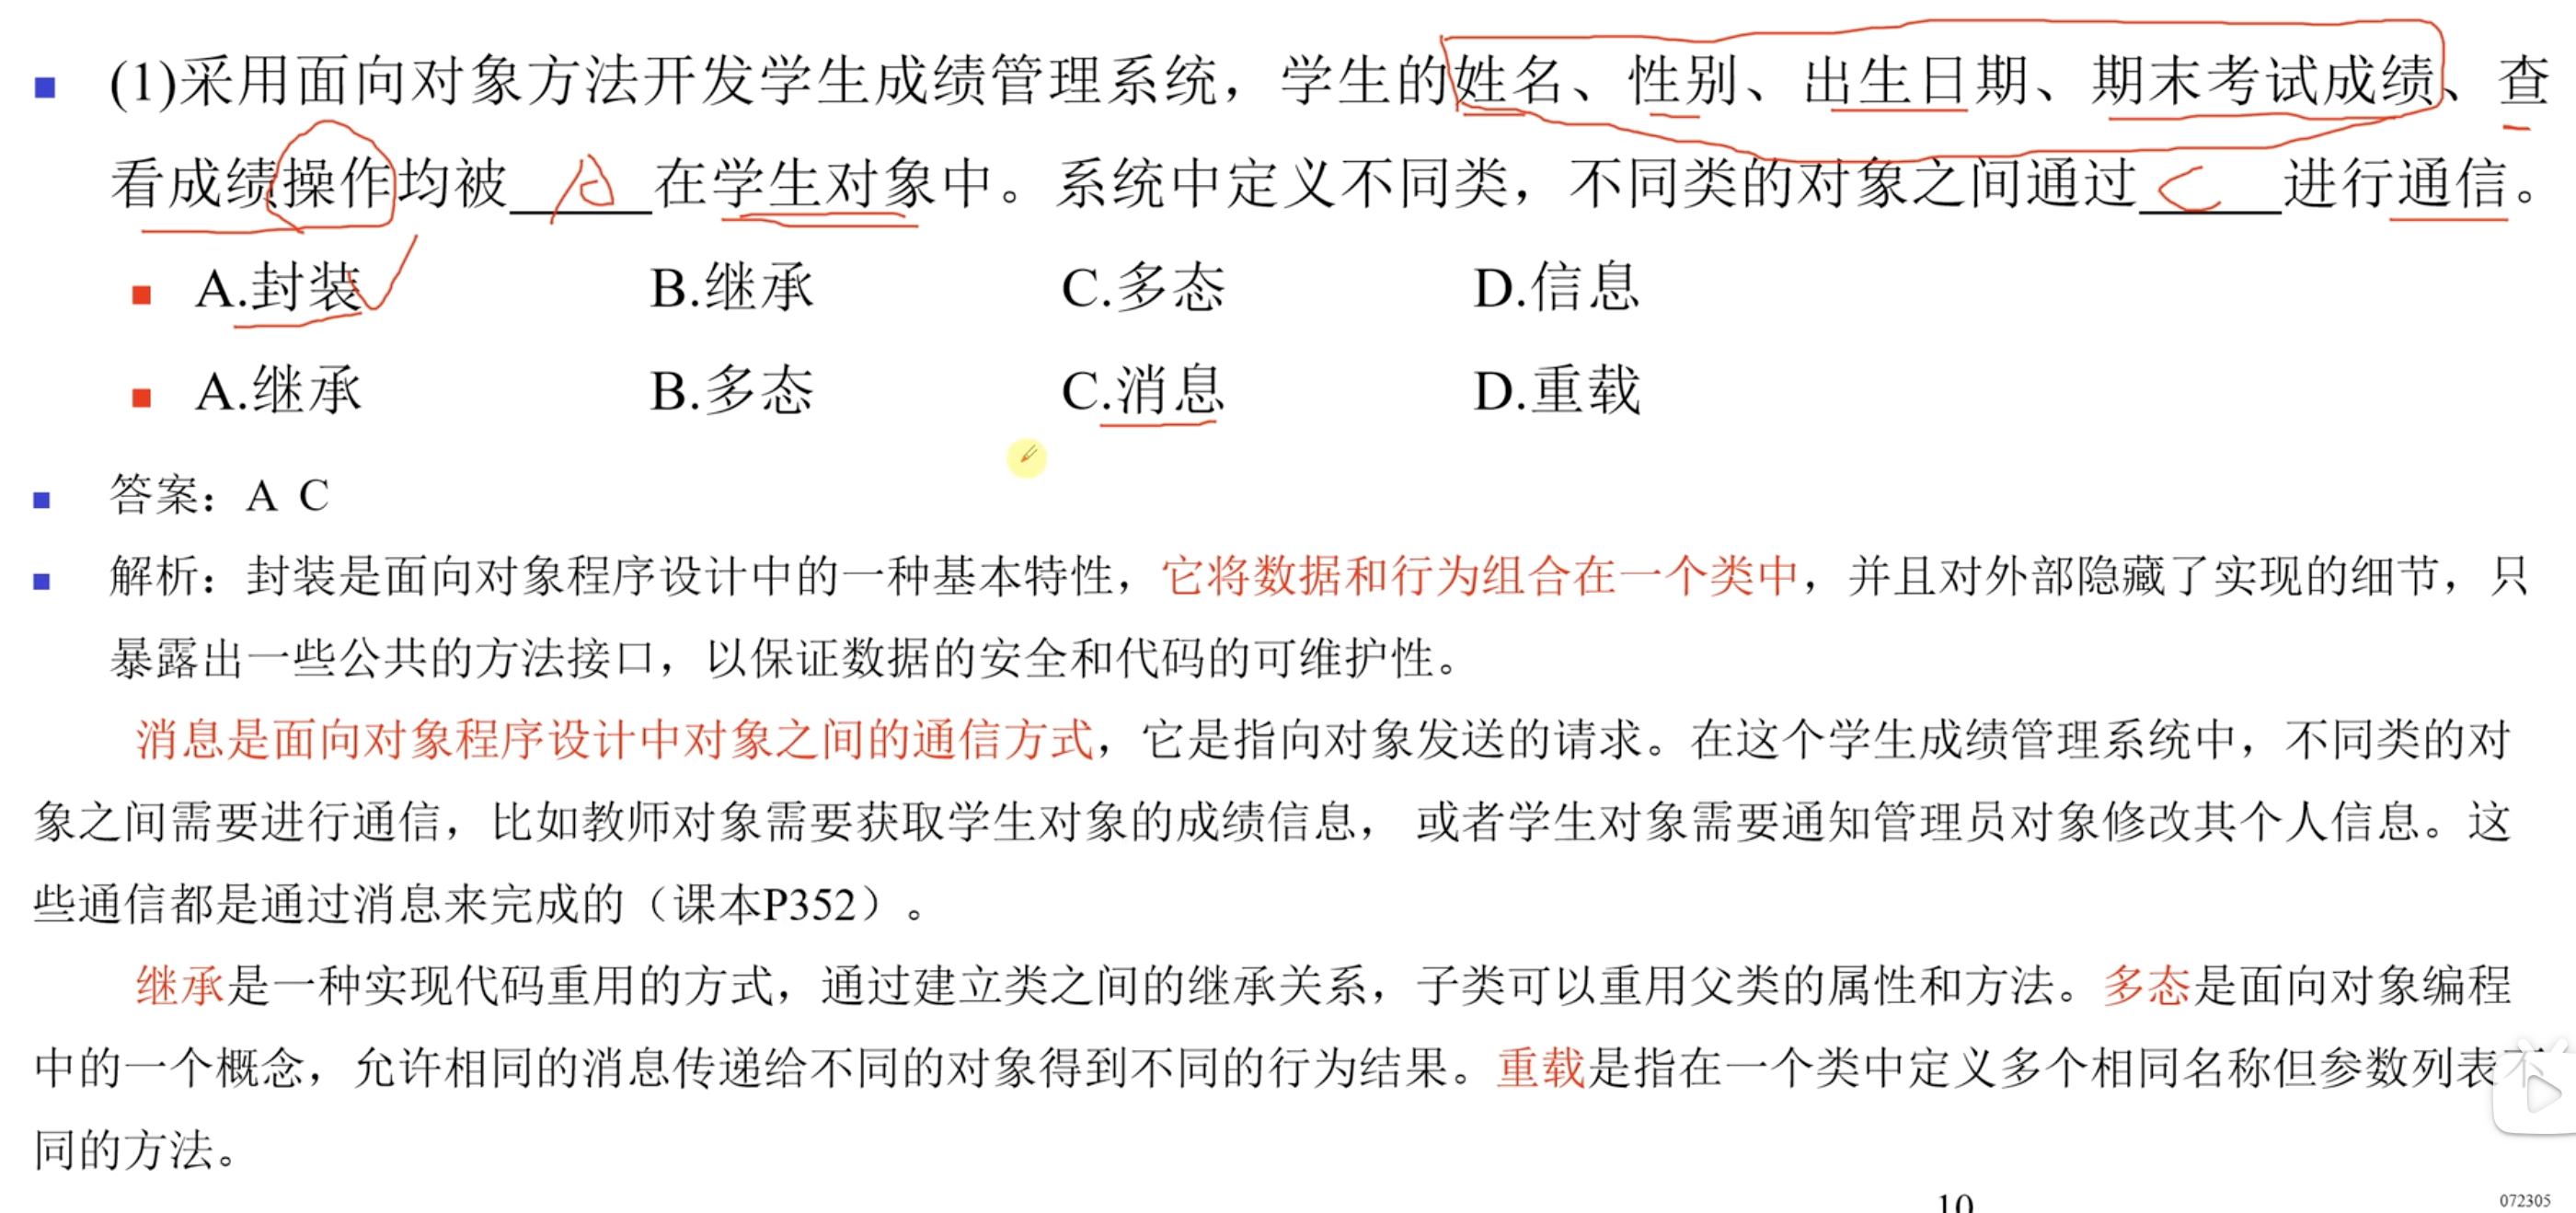 (1)采用面向对象方法开发学生成绩管理系统，学生的姓名、性别、出生日期、期末考试成绩、查
看成绩操作均被 A 在学生对象中。系统中定义不同类，不同类的对象之间通过 C 进行通信。
A.封装 B.继承 C.多态 D.信息
A.继承 B.多态 C.消息 D.重载
答案：A C
解析：封装是面向对象程序设计中的一种基本特性，它将数据和行为组合在一个类中，并且对外部隐藏了实现的细节，只
暴露出一些公共的方法接口，以保证数据的安全和代码的可维护性。
消息是面向对象程序设计中对象之间的通信方式，它是指向对象发送的请求。在这个学生成绩管理系统中，不同类的对
象之间需要进行通信，比如教师对象需要获取学生对象的成绩信息， 或者学生对象需要通知管理员对象修改其个人信息。这
些通信都是通过消息来完成的（课本P352）。
继承是一种实现代码重用的方式，通过建立类之间的继承关系，子类可以重用父类的属性和方法。多态是面向对象编程
中的一个概念，允许相同的消息传递给不同的对象得到不同的行为结果。重载是指在一个类中定义多个相同名称但参数列表不
同的方法。
10
072305